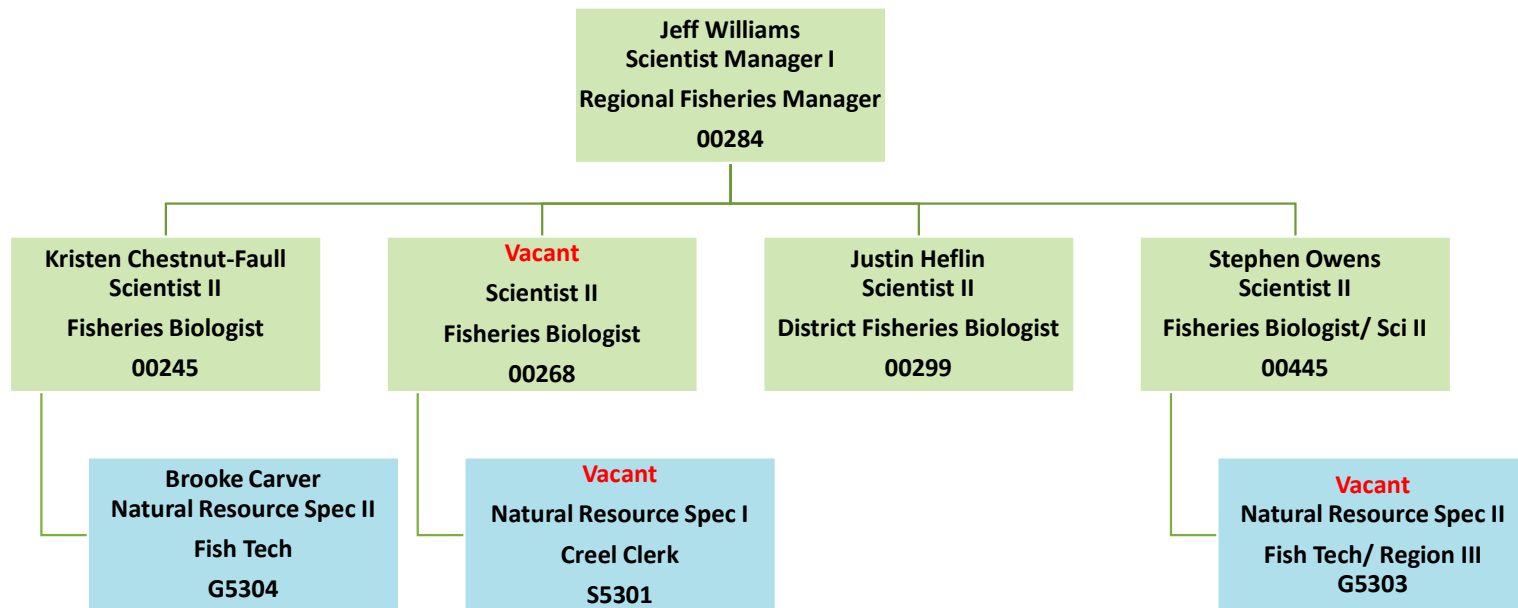 Jeff Williams
Scientist Manager I
Regional Fisheries Manager
00284
Kristen Chestnut-Faull
Scientist II
Fisheries Biologist
00245
Vacant
Scientist II
Fisheries Biologist
00268
Justin Heflin
Scientist II
District Fisheries Biologist
00299
Stephen Owens
Scientist II
Fisheries Biologist/ Sci II
00445
Brooke Carver
Natural Resource Spec II
Fish Tech
G5304
Vacant
Natural Resource Spec I
Creel Clerk
S5301
Vacant
Natural Resource Spec II
Fish Tech/ Region III
G5303